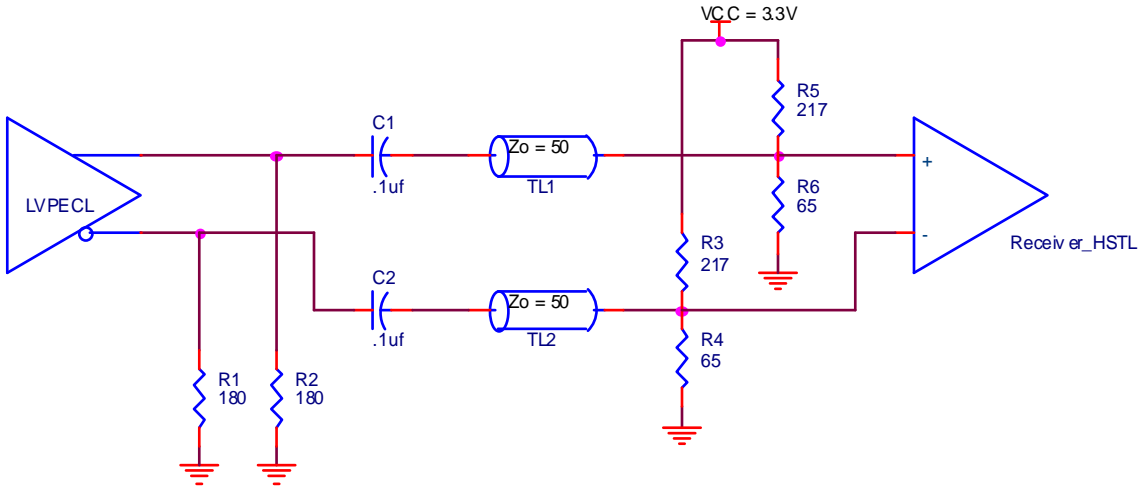 VCC = 3.3V
R5
217
C1
Zo = 50
+
.1uf
TL1
R6
65
LVPECL
R3
217
-
Receiver_HSTL
C2
Zo = 50
.1uf
TL2
R4
65
R1
180
R2
180